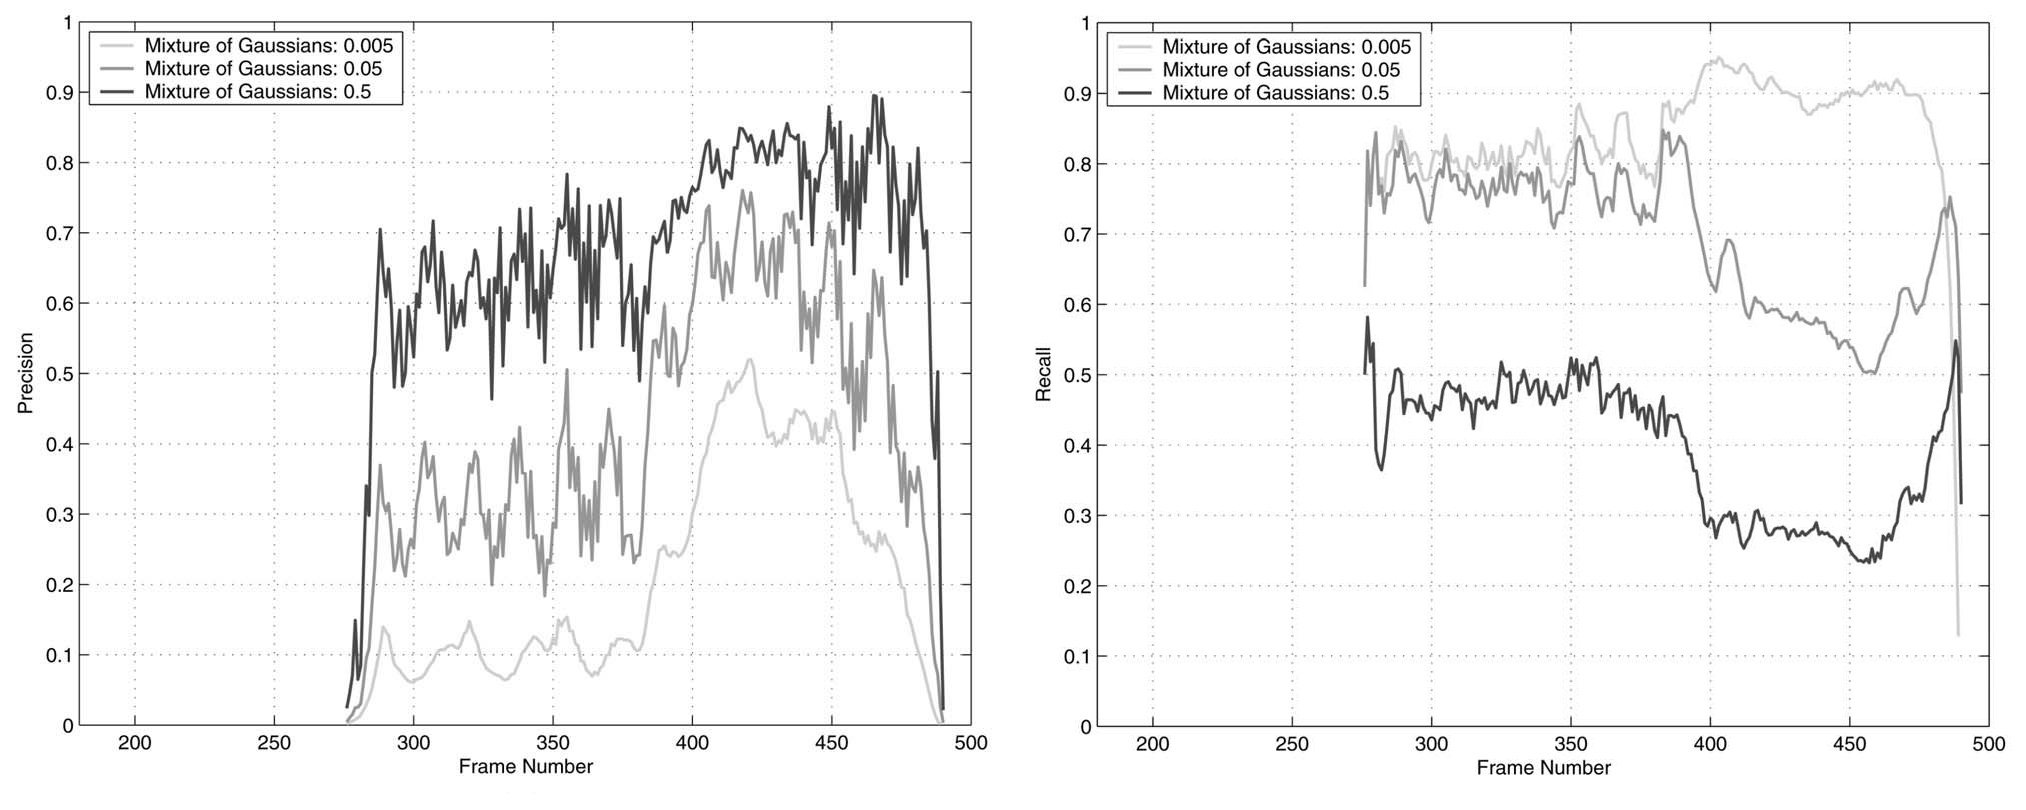 1
0.9
0.8
0.7
0.6
0.5
0.4
0.3
0.2
0.1
0
Precision
Mixture of Gaussians: 0.005
Mixture of Gaussians: 0.05
Mixture of Gaussians: 0.5
200 250 300 350 400 450 500
Frame Number
1
0.9
0.8
0.7
0.6
0.5
0.4
0.3
0.2
0.1
0
Recall
Mixture of Gaussians: 0.005
Mixture of Gaussians: 0.05
Mixture of Gaussians: 0.5
200 250 300 350 400 450 500
Frame Number